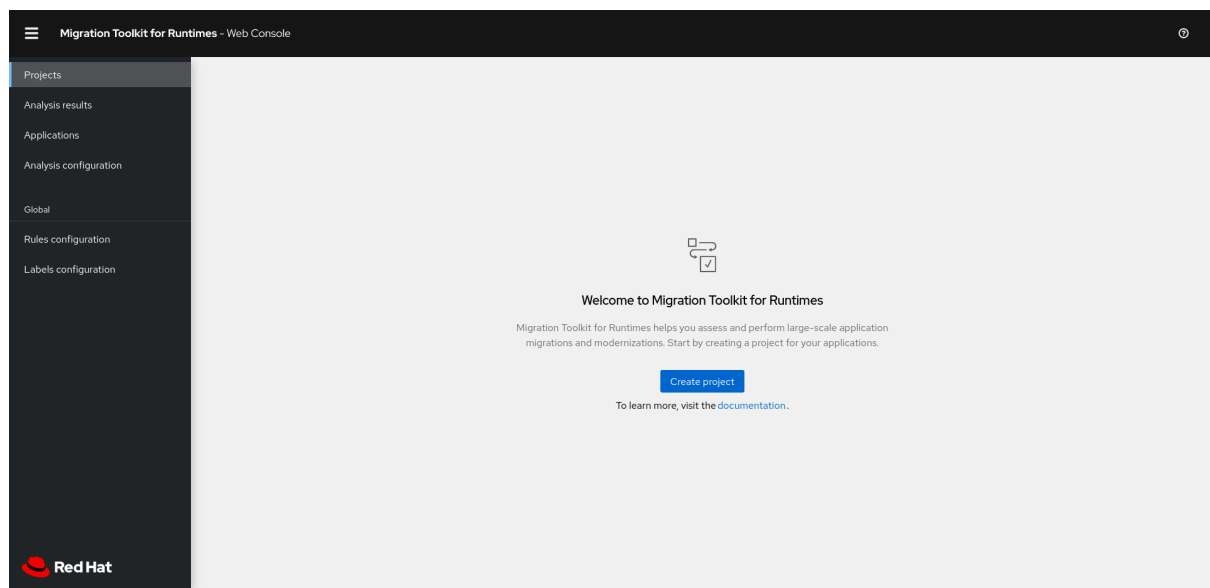 Migration Toolkit for Runtimes - Web Console
Projects
Analysis results
Applications
Analysis configuration
Global
Rules configuration
Labels configuration
Welcome to Migration Toolkit for Runtimes
Migration Toolkit for Runtimes helps you assess and perform large-scale application
migrations and modernizations. Start by creating a project for your applications.
Create project
To learn more, visit the documentation.
Red Hat